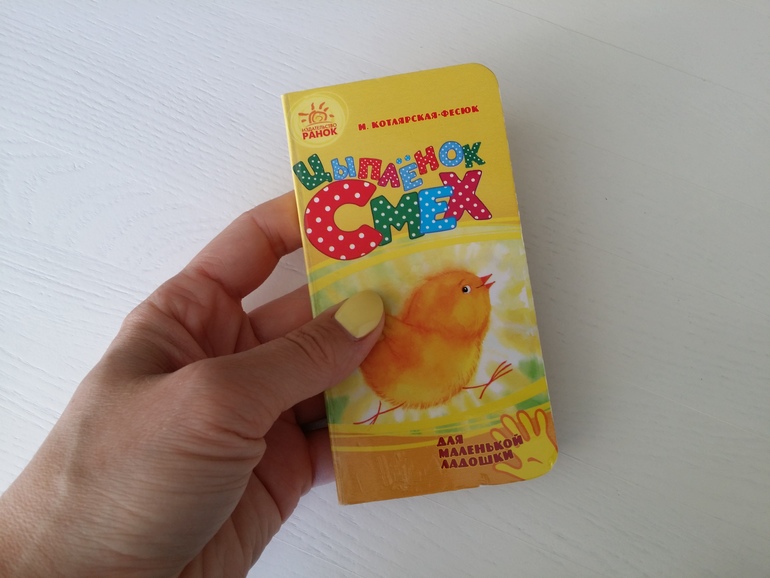 ИЗДАТЕЛЬСТВО
РАНОК
И. КОТЛЯРСКАЯ-ФЕСЮК
ЦЫПЛЁНОК
СМЕХ
ДЛЯ
МАЛЕНЬКОЙ
ЛАДОШКИ